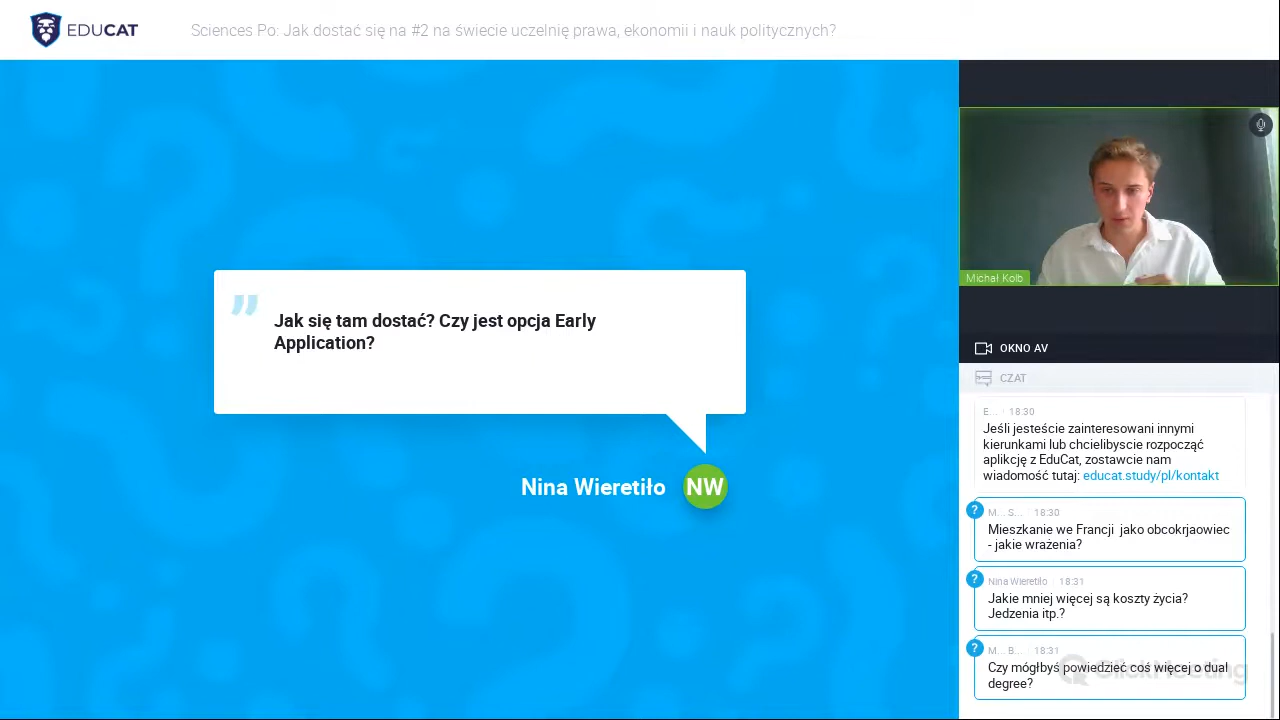 EDUCAT
Sciences Po: Jak dostać się na #2 na świecie uczelnię prawa, ekonomii i nauk politycznych?
Jak się tam dostać? Czy jest opcja Early
Application?
Nina Wieretiło
NW
Michał Kolb
OKNO AV
CZAT
E... 18:30
Jeśli jesteście zainteresowani innymi
kierunkami lub chcielibyscie rozpocząć
aplikcję z EduCat, zostawcie nam
wiadomość tutaj: educat.study/pl/kontakt
? M... S... 18:30
Mieszkanie we Francji jako obcokrjaowiec
- jakie wrażenia?
? Nina Wieretiło 18:31
Jakie mniej więcej są koszty życia?
Jedzenia itp.?
? M... B... 18:31
Czy mógłbyś powiedzieć coś więcej o dual
degree?
ClickMeeting